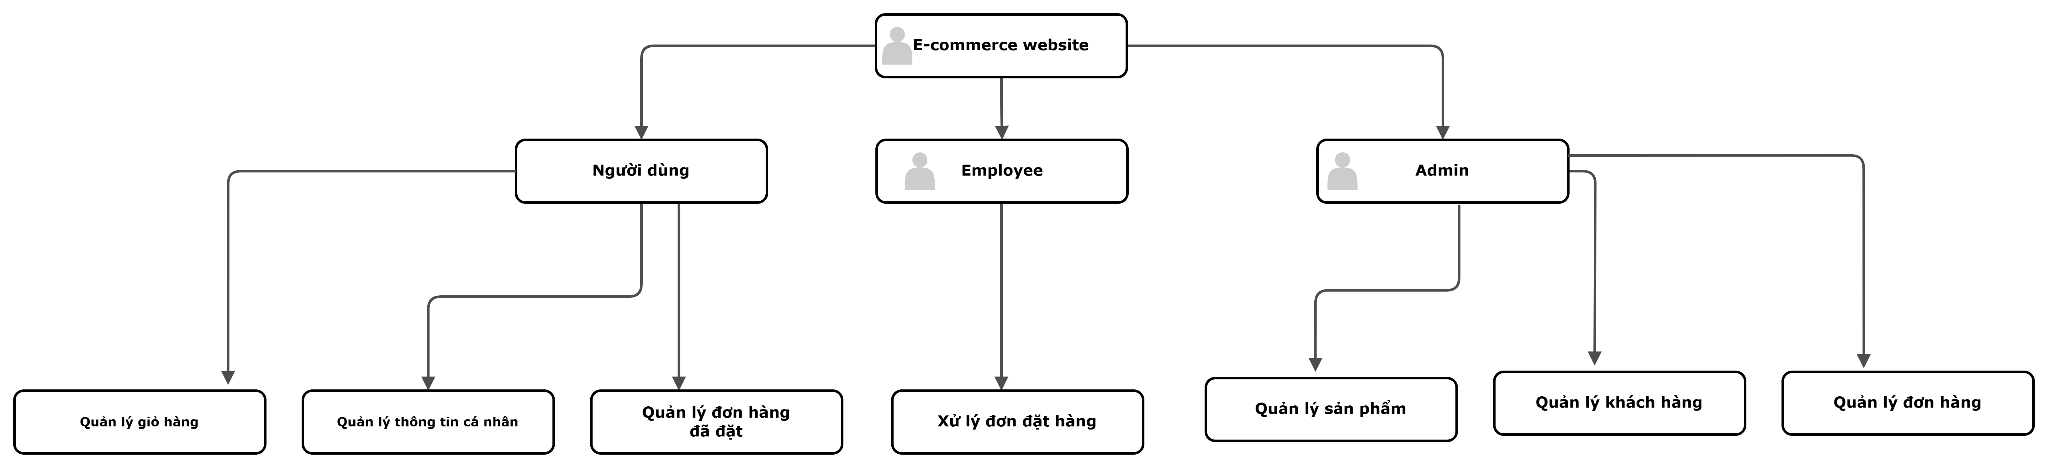 E-commerce website
Người dùng
Employee
Admin
Quản lý giỏ hàng
Quản lý thông tin cá nhân
Quản lý đơn hàng
đã đặt
Xử lý đơn đặt hàng
Quản lý sản phẩm
Quản lý khách hàng
Quản lý đơn hàng